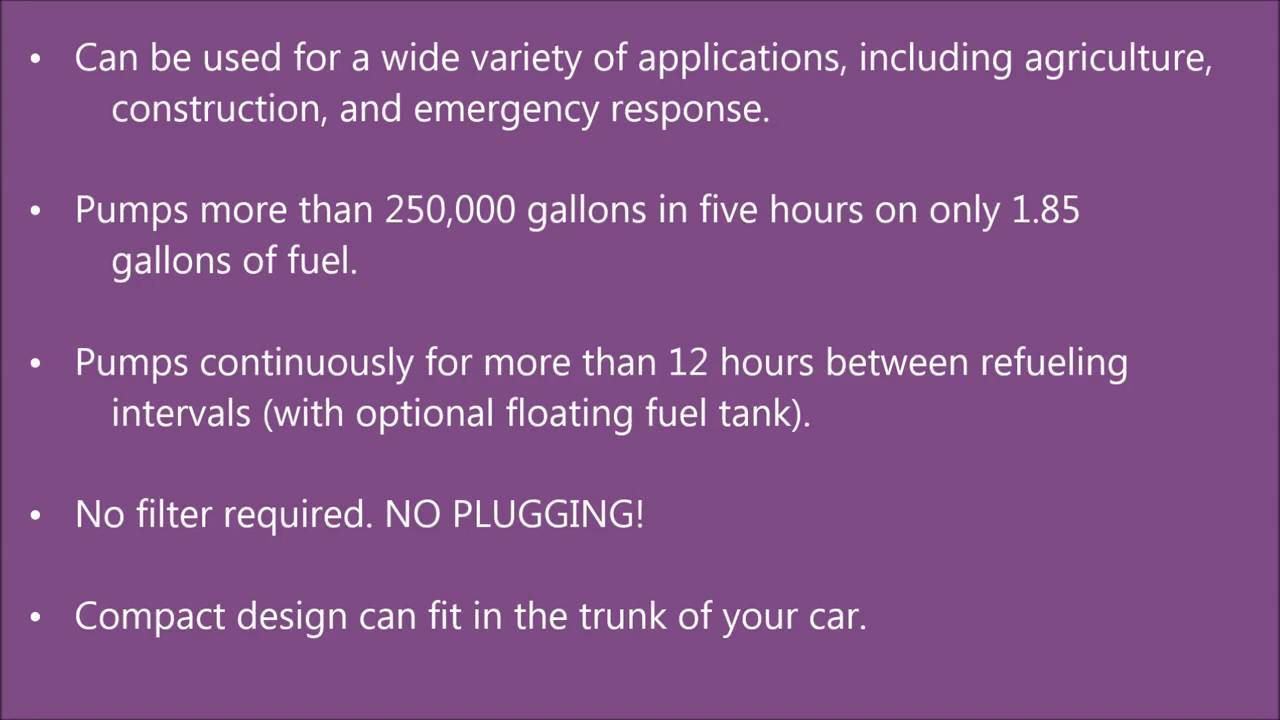 • Can be used for a wide variety of applications, including agriculture,
construction, and emergency response.
• Pumps more than 250,000 gallons in five hours on only 1.85
gallons of fuel.
• Pumps continuously for more than 12 hours between refueling
intervals (with optional floating fuel tank).
• No filter required. NO PLUGGING!
• Compact design can fit in the trunk of your car.